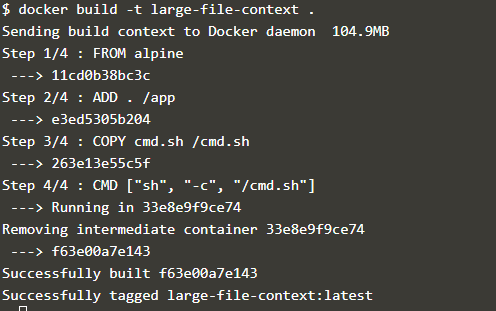 $ docker build -t large-file-context .
Sending build context to Docker daemon  104.9MB
Step 1/4 : FROM alpine
 ---> 11cd0b38bc3c
Step 2/4 : ADD . /app
 ---> e3ed5305b204
Step 3/4 : COPY cmd.sh /cmd.sh
 ---> 263e13e55c5f
Step 4/4 : CMD ["sh", "-c", "/cmd.sh"]
 ---> Running in 33e8e9f9ce74
Removing intermediate container 33e8e9f9ce74
 ---> f63e00a7e143
Successfully built f63e00a7e143
Successfully tagged large-file-context:latest